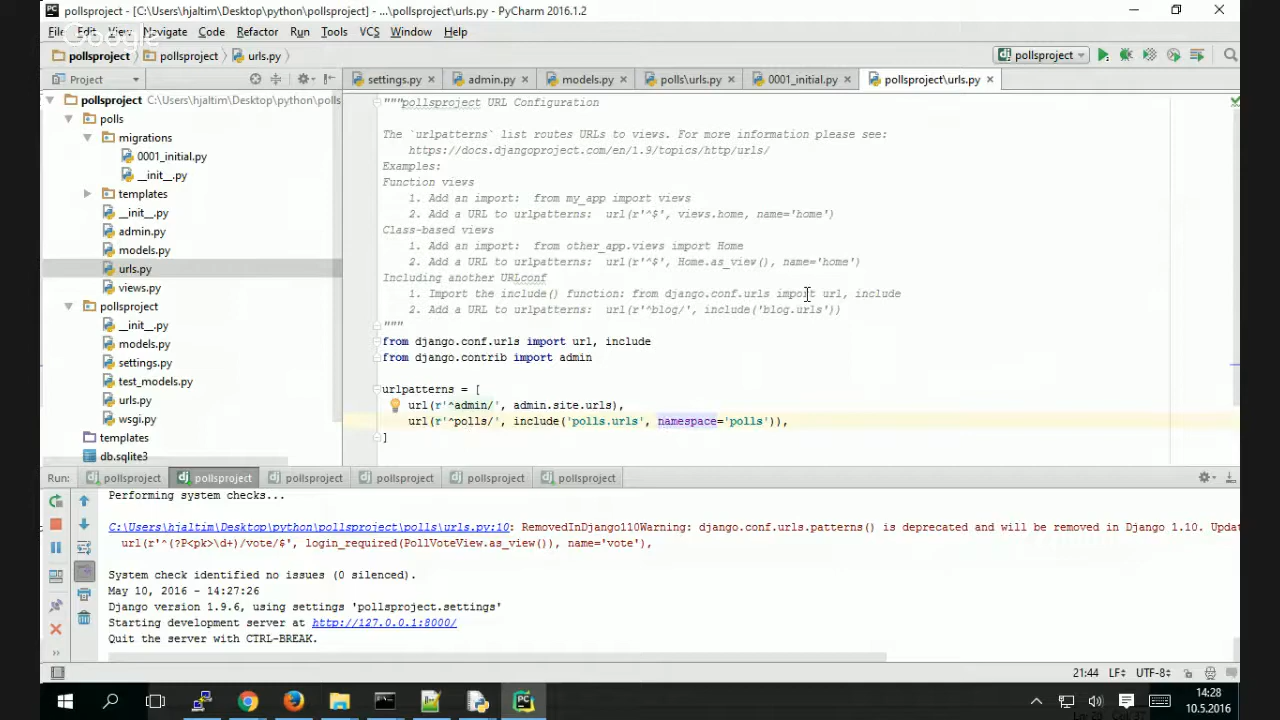 pollsproject - [C:\Users\hjaltim\Desktop\python\pollsproject] - ...\pollsproject\urls.py - PyCharm 2016.1.2
Google
File Edit View Navigate Code Refactor Run Tools VCS Window Help
pollsproject pollsproject urls.py pollsproject
Project settings.py admin.py models.py polls\urls.py 0001_initial.py pollsproject\urls.py
pollsproject C:\Users\hjaltim\Desktop\python\polls
polls
migrations
0001_initial.py
__init__.py
templates
__init__.py
admin.py
models.py
urls.py
views.py
pollsproject
__init__.py
models.py
settings.py
test_models.py
urls.py
wsgi.py
templates
db.sqlite3
"""pollsproject URL Configuration
The `urlpatterns` list routes URLs to views. For more information please see:
https://docs.djangoproject.com/en/1.9/topics/http/urls/
Examples:
Function views
1. Add an import:  from my_app import views
2. Add a URL to urlpatterns:  url(r'^$', views.home, name='home')
Class-based views
1. Add an import:  from other_app.views import Home
2. Add a URL to urlpatterns:  url(r'^$', Home.as_view(), name='home')
Including another URLconf
1. Import the include() function: from django.conf.urls import url, include
2. Add a URL to urlpatterns:  url(r'^blog/', include('blog.urls'))
"""
from django.conf.urls import url, include
from django.contrib import admin
urlpatterns = [
url(r'^admin/', admin.site.urls),
url(r'^polls/', include('polls.urls', namespace='polls')),
]
Run: pollsproject pollsproject pollsproject pollsproject pollsproject pollsproject
Performing system checks...
C:\Users\hjaltim\Desktop\python\pollsproject\polls\urls.py:10: RemovedInDjango110Warning: django.conf.urls.patterns() is deprecated and will be removed in Django 1.10. Updat
url(r'^(?P<pk>\d+)/vote/$', login_required(PollVoteView.as_view()), name='vote'),
System check identified no issues (0 silenced).
May 10, 2016 - 14:27:26
Django version 1.9.6, using settings 'pollsproject.settings'
Starting development server at http://127.0.0.1:8000/
Quit the server with CTRL-BREAK.
21:44 LF÷ UTF-8÷
14:28
10.5.2016